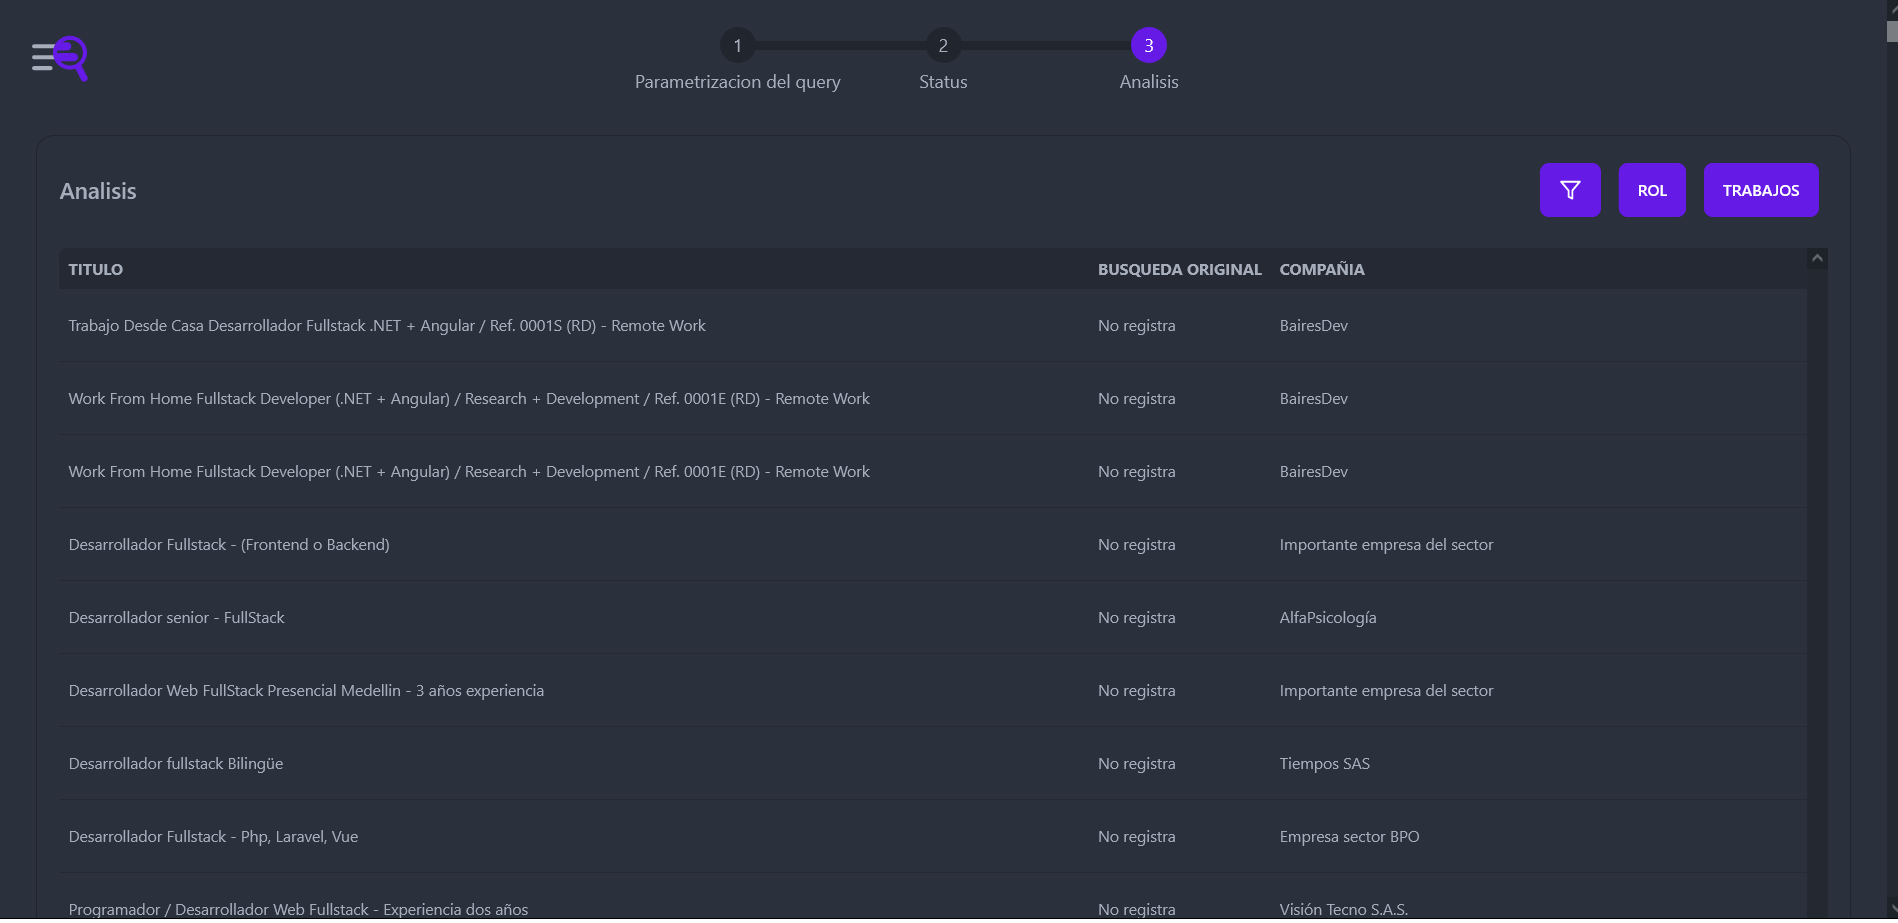 1 2 3
Parametrizacion del query Status Analisis
Analisis ROL TRABAJOS
TITULO BUSQUEDA ORIGINAL COMPAÑIA
Trabajo Desde Casa Desarrollador Fullstack .NET + Angular / Ref. 0001S (RD) - Remote Work No registra BairesDev
Work From Home Fullstack Developer (.NET + Angular) / Research + Development / Ref. 0001E (RD) - Remote Work No registra BairesDev
Work From Home Fullstack Developer (.NET + Angular) / Research + Development / Ref. 0001E (RD) - Remote Work No registra BairesDev
Desarrollador Fullstack - (Frontend o Backend) No registra Importante empresa del sector
Desarrollador senior - FullStack No registra AlfaPsicología
Desarrollador Web FullStack Presencial Medellin - 3 años experiencia No registra Importante empresa del sector
Desarrollador fullstack Bilingüe No registra Tiempos SAS
Desarrollador Fullstack - Php, Laravel, Vue No registra Empresa sector BPO
Programador / Desarrollador Web Fullstack - Experiencia dos años No registra Visión Tecno S.A.S.